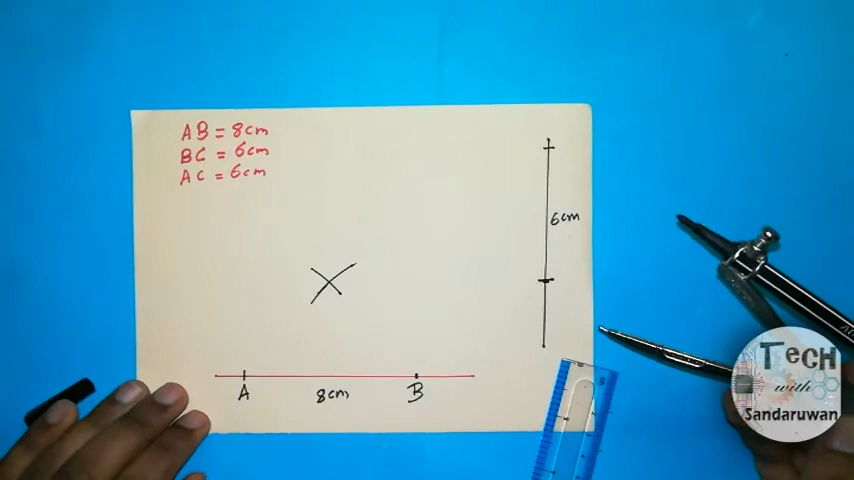 AB = 8cm
BC = 6cm
AC = 6cm
6cm
A 8cm B
TecH
with
Sandaruwan